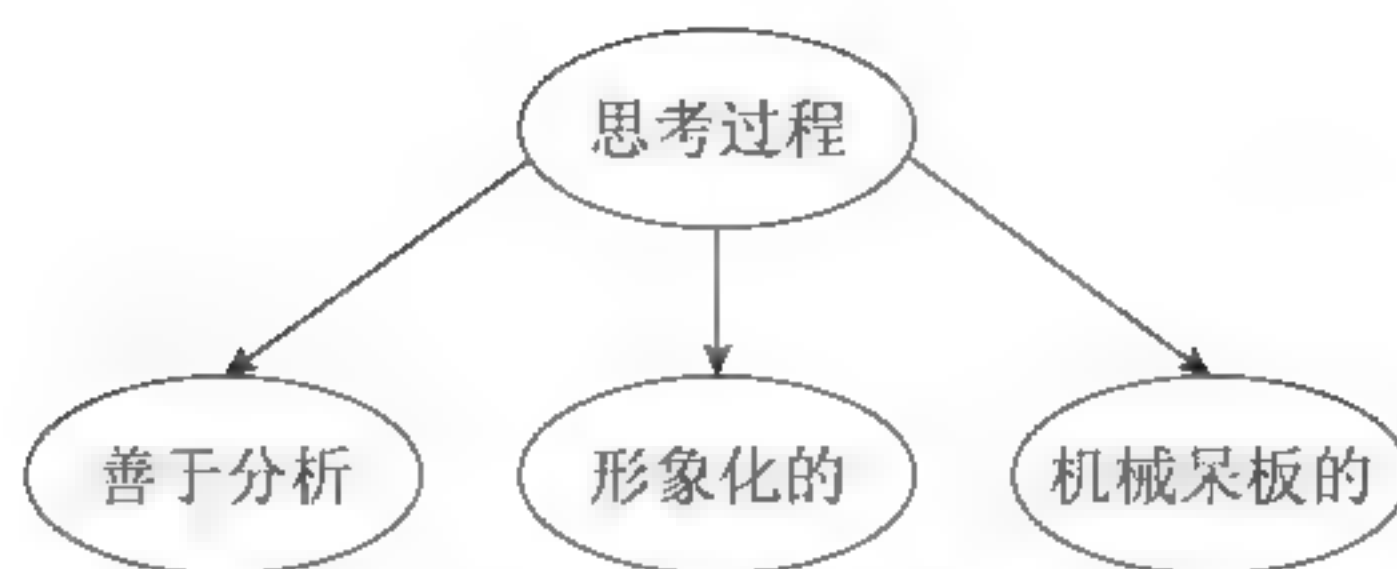 思考过程
善于分析
形象化的
机械呆板的